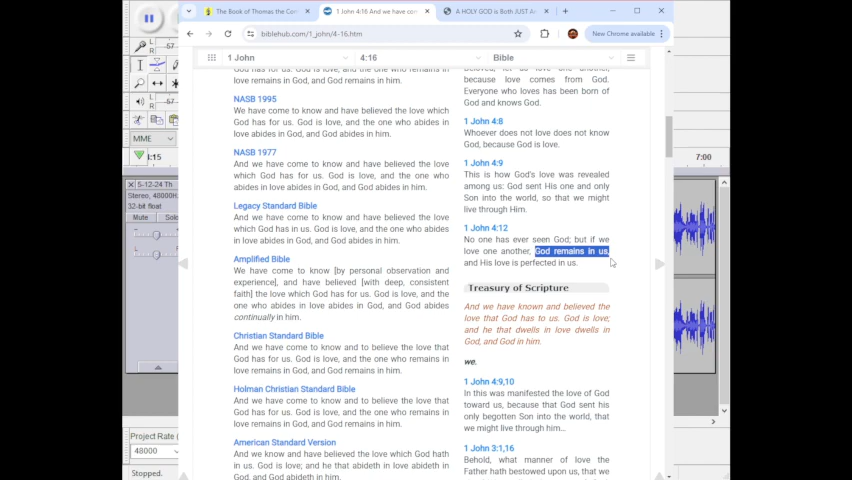 The Book of Thomas the Con
1 John 4:16 And we have co
A HOLY GOD is Both JUST A
biblehub.com/1_john/4-16.htm
New Chrome available
1 John
4:16
Bible
God has for us. God is love, and the one who remains in
love remains in God, and God remains in him.
NASB 1995
We have come to know and have believed the love which
God has for us. God is love, and the one who abides in
love abides in God, and God abides in him.
NASB 1977
And we have come to know and have believed the love
which God has for us. God is love, and the one who
abides in love abides in God, and God abides in him.
Legacy Standard Bible
And we have come to know and have believed the love
which God has in us. God is love, and the one who abides
in love abides in God, and God abides in him.
Amplified Bible
We have come to know [by personal observation and
experience], and have believed [with deep, consistent
faith] the love which God has for us. God is love, and the
one who abides in love abides in God, and God abides
continually in him.
Christian Standard Bible
And we have come to know and to believe the love that
God has for us. God is love, and the one who remains in
love remains in God, and God remains in him.
Holman Christian Standard Bible
And we have come to know and to believe the love that
God has for us. God is love, and the one who remains in
love remains in God, and God remains in him.
American Standard Version
And we know and have believed the love which God hath
in us. God is love; and he that abideth in love abideth in
God, and God abideth in him.
Beloved, let us love one another,
because love comes from God.
Everyone who loves has been born of
God and knows God.
1 John 4:8
Whoever does not love does not know
God, because God is love.
1 John 4:9
This is how God's love was revealed
among us: God sent His one and only
Son into the world, so that we might
live through Him.
1 John 4:12
No one has ever seen God; but if we
love one another, God remains in us,
and His love is perfected in us.
Treasury of Scripture
And we have known and believed the
love that God has to us. God is love;
and he that dwells in love dwells in
God, and God in him.
we.
1 John 4:9,10
In this was manifested the love of God
toward us, because that God sent his
only begotten Son into the world, that
we might live through him…
1 John 3:1,16
Behold, what manner of love the
Father hath bestowed upon us, that we
L
R
-57
L
R
-57
MME
:15
7:00
5-12-24 Th
Stereo, 48000H
32-bit float
Mute
Solo
L
R
Project Rate (
48000
Stopped.